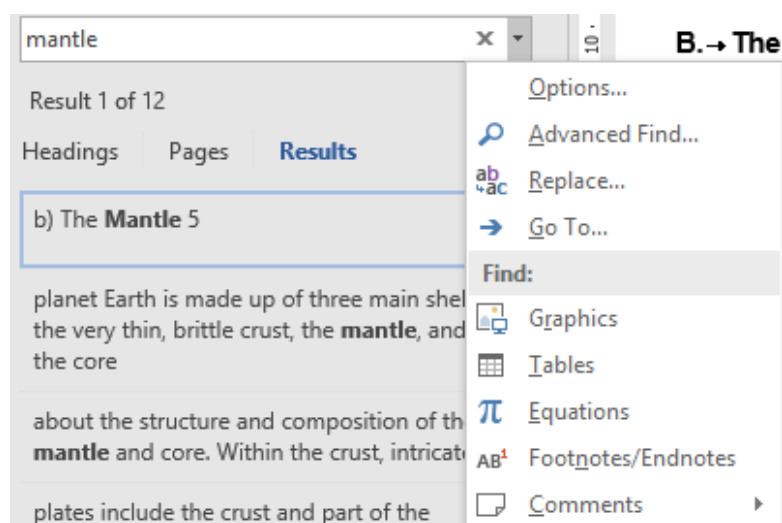 mantle
Result 1 of 12
Headings Pages Results
b) The Mantle 5
planet Earth is made up of three main shel
the very thin, brittle crust, the mantle, and
the core
about the structure and composition of th
mantle and core. Within the crust, intricat
plates include the crust and part of the
10
B.→ The
Options...
Advanced Find...
ab
ac Replace...
Go To...
Find:
Graphics
Tables
π Equations
AB¹ Footnotes/Endnotes
Comments